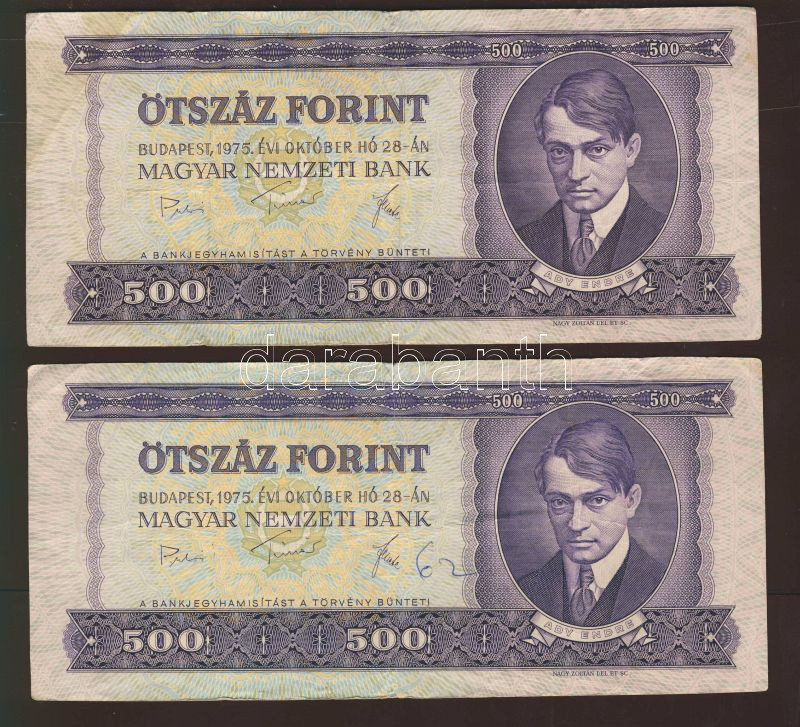 500 500
ÖTSZÁZ FORINT
BUDAPEST, 1975. ÉVI OKTÓBER HÓ 28-ÁN
MAGYAR NEMZETI BANK
A BANKJEGYHAMISÍTÁST A TÖRVÉNY BÜNTETI
ADY ENDRE
500 500
NAGY ZOLTÁN DEL ET SC.
darabanth
500 500
ÖTSZÁZ FORINT
BUDAPEST, 1975. ÉVI OKTÓBER HÓ 28-ÁN
MAGYAR NEMZETI BANK
62
A BANKJEGYHAMISÍTÁST A TÖRVÉNY BÜNTETI
ADY ENDRE
500 500
NAGY ZOLTÁN DEL ET SC.